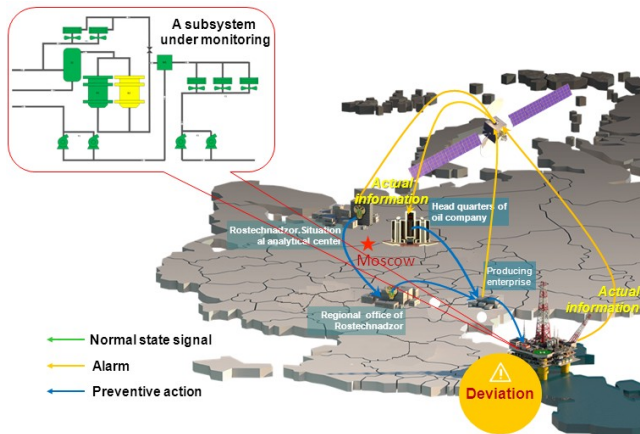 A subsystem
under monitoring
Actual
information
Head quarters of
oil company
Rostechnadzor.Situation
al analytical center
Moscow
Producing
enterprise
Actual
information
Regional office of
Rostechnadzor
Normal state signal
Alarm
Preventive action
Deviation